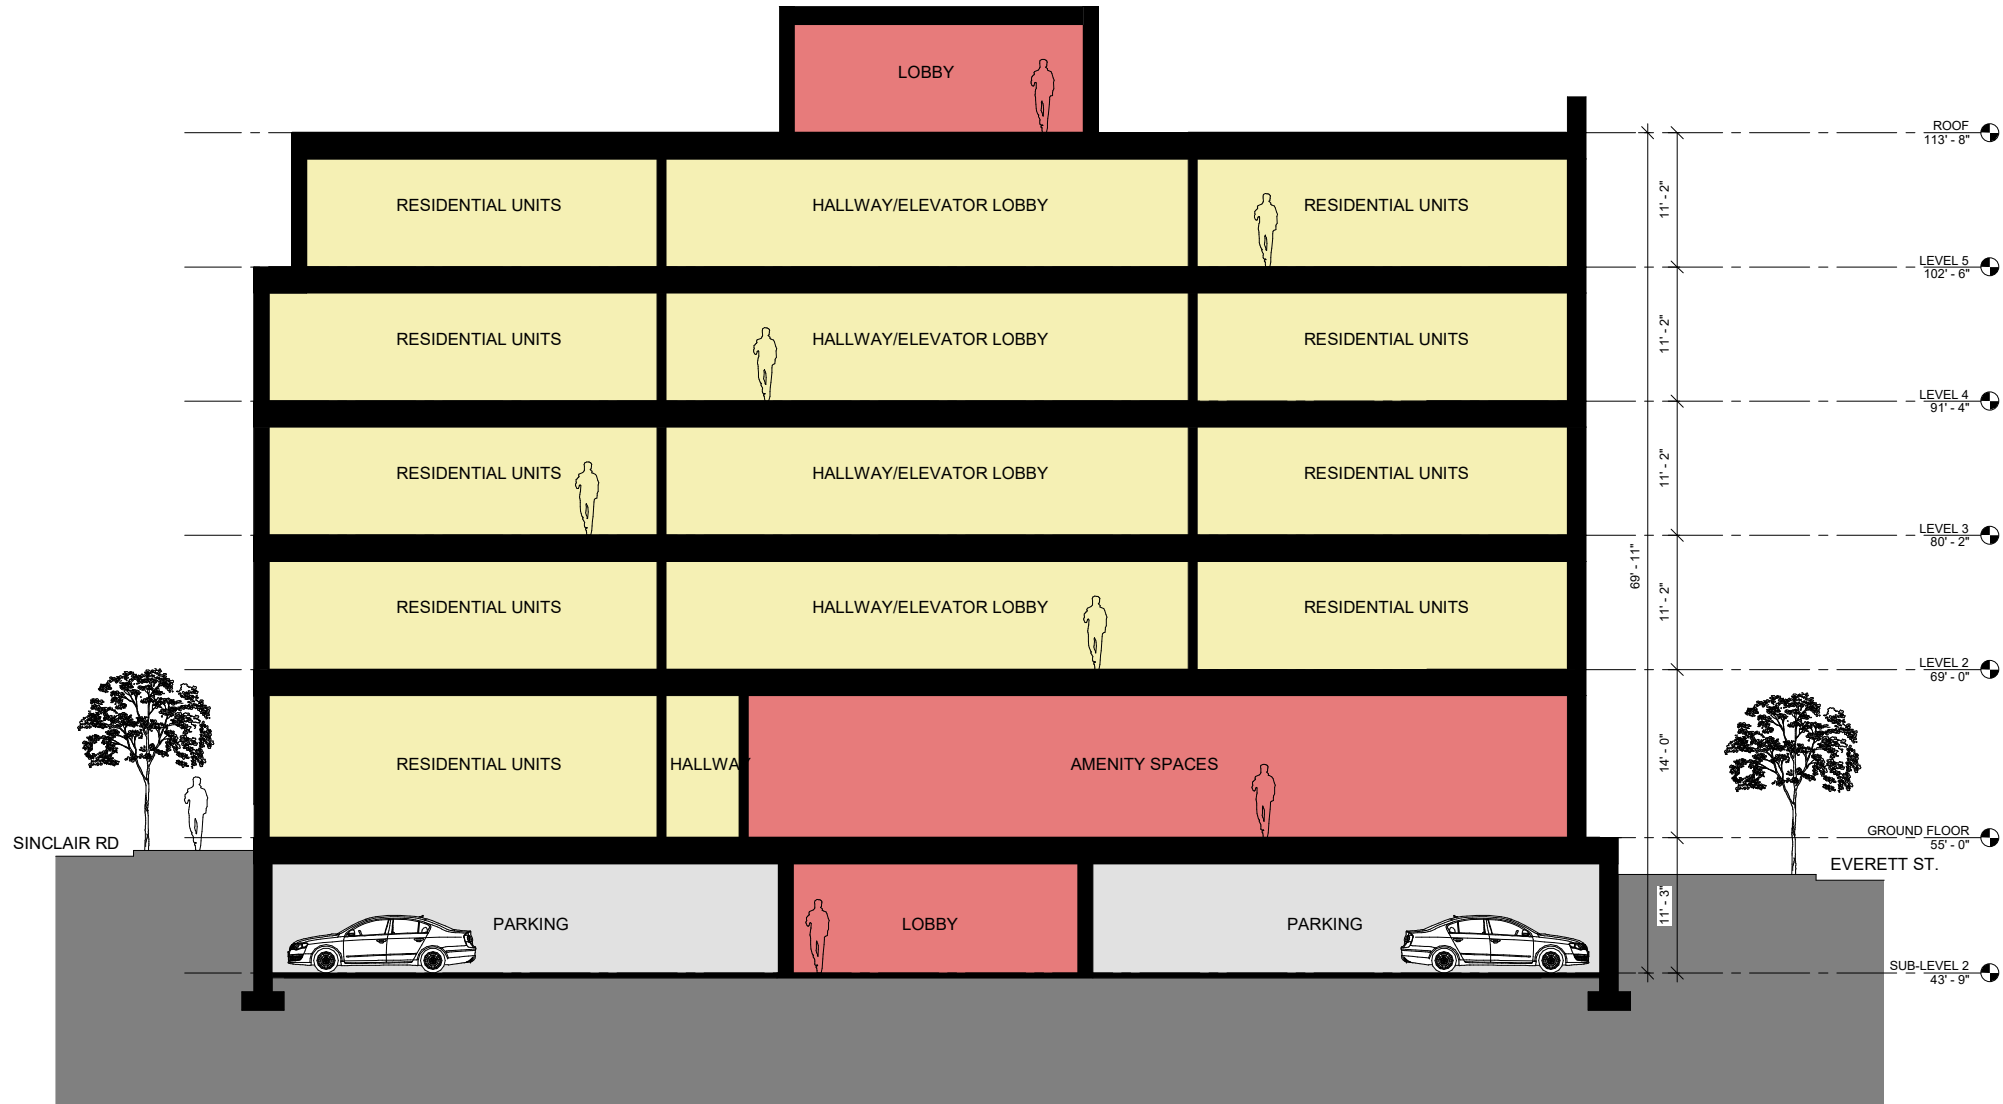 LOBBY
ROOF
113' - 8"
11' - 2"
RESIDENTIAL UNITS
HALLWAY/ELEVATOR LOBBY
RESIDENTIAL UNITS
LEVEL 5
102' - 6"
11' - 2"
RESIDENTIAL UNITS
HALLWAY/ELEVATOR LOBBY
RESIDENTIAL UNITS
LEVEL 4
91' - 4"
11' - 2"
RESIDENTIAL UNITS
HALLWAY/ELEVATOR LOBBY
RESIDENTIAL UNITS
LEVEL 3
80' - 2"
69' - 11"
11' - 2"
RESIDENTIAL UNITS
HALLWAY/ELEVATOR LOBBY
RESIDENTIAL UNITS
LEVEL 2
69' - 0"
14' - 0"
RESIDENTIAL UNITS
HALLWAY
AMENITY SPACES
GROUND FLOOR
55' - 0"
SINCLAIR RD
EVERETT ST.
11' - 3"
PARKING
LOBBY
PARKING
SUB-LEVEL 2
43' - 9"